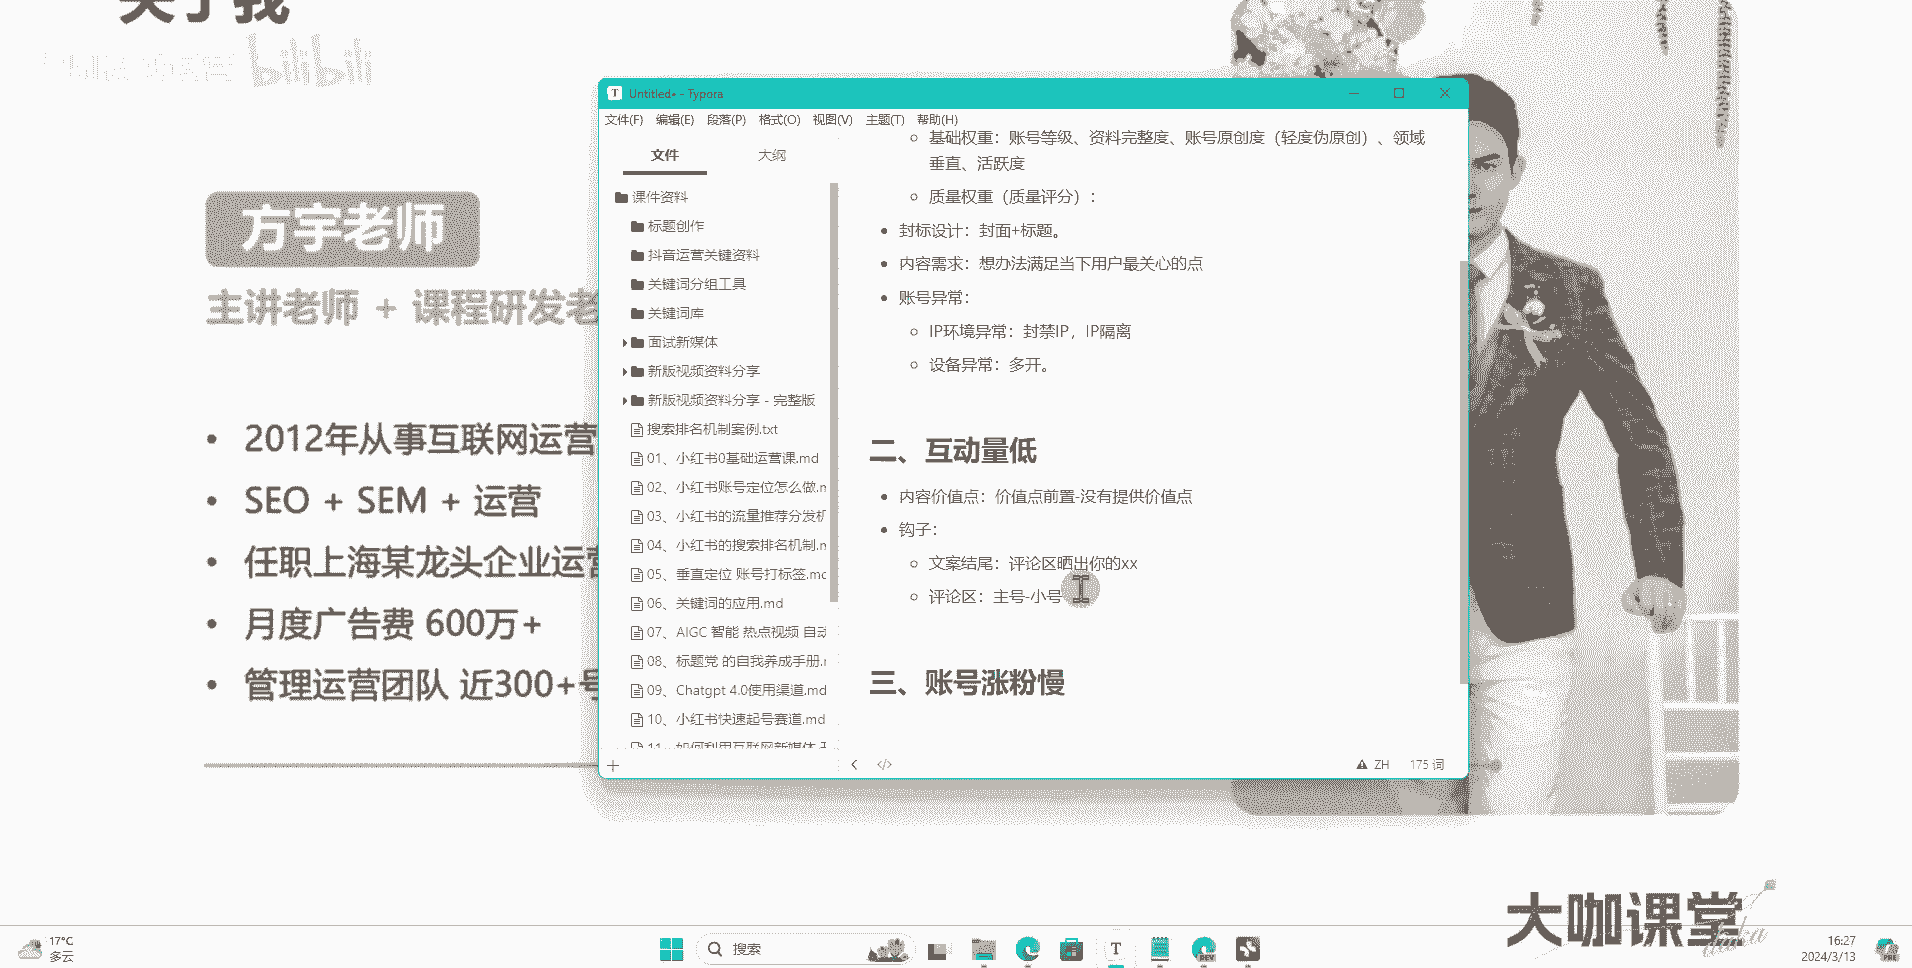 关于我
bilibili
方宇老师
主讲老师 + 课程研发老
2012年从事互联网运营
SEO + SEM + 运营
任职上海某龙头企业运营
月度广告费 600万+
管理运营团队 近300+号
Untitled• - Typora
文件(F) 编辑(E) 段落(P) 格式(O) 视图(V) 主题(T) 帮助(H)
文件 大纲
课件资料
标题创作
抖音运营关键资料
关键词分组工具
关键词库
面试新媒体
新版视频资料分享
新版视频资料分享 - 完整版
搜索排名机制案例.txt
01、小红书0基础运营课.md
02、小红书账号定位怎么做.m
03、小红书的流量推荐分发机
04、小红书的搜索排名机制.m
05、垂直定位 账号打标签.md
06、关键词的应用.md
07、AIGC 智能 热点视频 自动
08、标题党 的自我养成手册.m
09、Chatgpt 4.0使用渠道.md
10、小红书快速起号赛道.md
11、如何利用互联网新媒体
基础权重：账号等级、资料完整度、账号原创度（轻度伪原创）、领域
垂直、活跃度
质量权重（质量评分）：
封标设计：封面+标题。
内容需求：想办法满足当下用户最关心的点
账号异常：
IP环境异常：封禁IP，IP隔离
设备异常：多开。
二、互动量低
内容价值点：价值点前置-没有提供价值点
钩子：
文案结尾：评论区晒出你的xx
评论区：主号-小号
三、账号涨粉慢
ZH 175 词
大咖课堂
daka
17°C
多云
搜索
DEV
16:27
2024/3/13
PRE